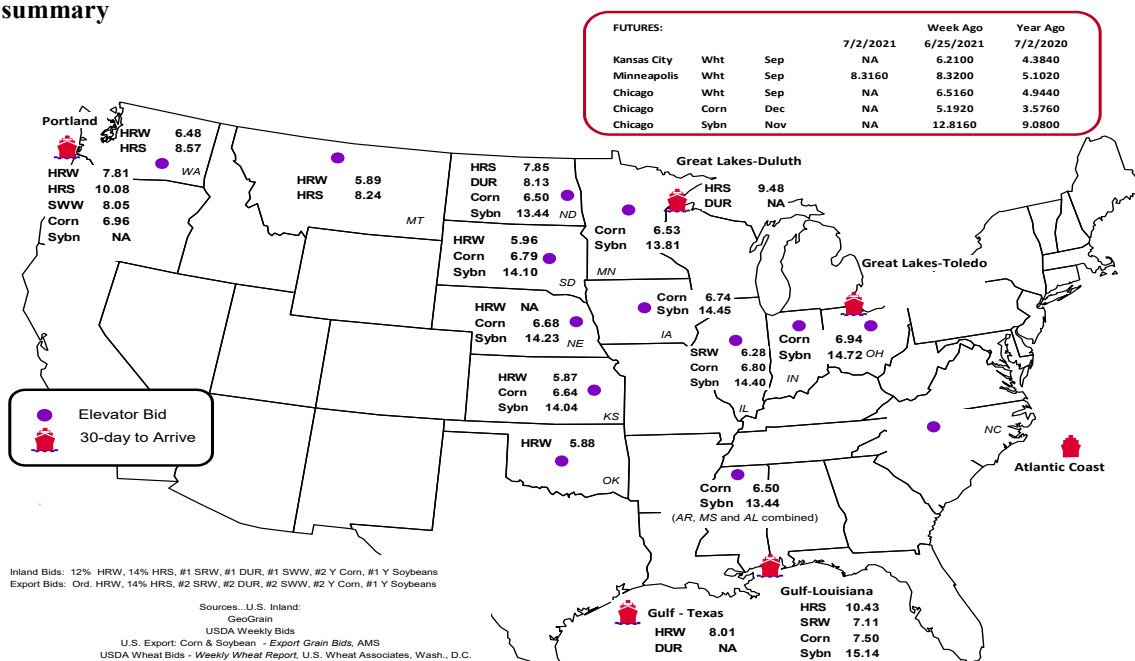 summary
FUTURES: Week Ago Year Ago
7/2/2021 6/25/2021 7/2/2020
Kansas City Wht Sep NA 6.2100 4.3840
Minneapolis Wht Sep 8.3160 8.3200 5.1020
Chicago Wht Sep NA 6.5160 4.9440
Chicago Corn Dec NA 5.1920 3.5760
Chicago Sybn Nov NA 12.8160 9.0800
Portland
HRW 6.48
HRS 8.57
WA
HRW 7.81
HRS 10.08
SWW 8.05
Corn 6.96
Sybn NA
HRW 5.89
HRS 8.24
MT
HRS 7.85
DUR 8.13
Corn 6.50
Sybn 13.44 ND
Great Lakes-Duluth
HRS 9.48
DUR NA
Corn 6.53
Sybn 13.81
MN
HRW 5.96
Corn 6.79
Sybn 14.10 SD
Great Lakes-Toledo
HRW NA
Corn 6.68
Sybn 14.23 NE
Corn 6.74
Sybn 14.45
IA
SRW 6.28
Corn 6.80
Sybn 14.40
IL
Corn 6.94
Sybn 14.72 OH
IN
HRW 5.87
Corn 6.64
Sybn 14.04
KS
Elevator Bid
30-day to Arrive
HRW 5.88
OK
NC
Atlantic Coast
Corn 6.50
Sybn 13.44
(AR, MS and AL combined)
Inland Bids: 12% HRW, 14% HRS, #1 SRW, #1 DUR, #1 SWW, #2 Y Corn, #1 Y Soybeans
Export Bids: Ord. HRW, 14% HRS, #2 SRW, #2 DUR, #2 SWW, #2 Y Corn, #1 Y Soybeans
Sources...U.S. Inland:
GeoGrain
USDA Weekly Bids
U.S. Export: Corn & Soybean - Export Grain Bids, AMS
USDA Wheat Bids - Weekly Wheat Report, U.S. Wheat Associates, Wash., D.C.
Gulf - Texas
HRW 8.01
DUR NA
Gulf-Louisiana
HRS 10.43
SRW 7.11
Corn 7.50
Sybn 15.14